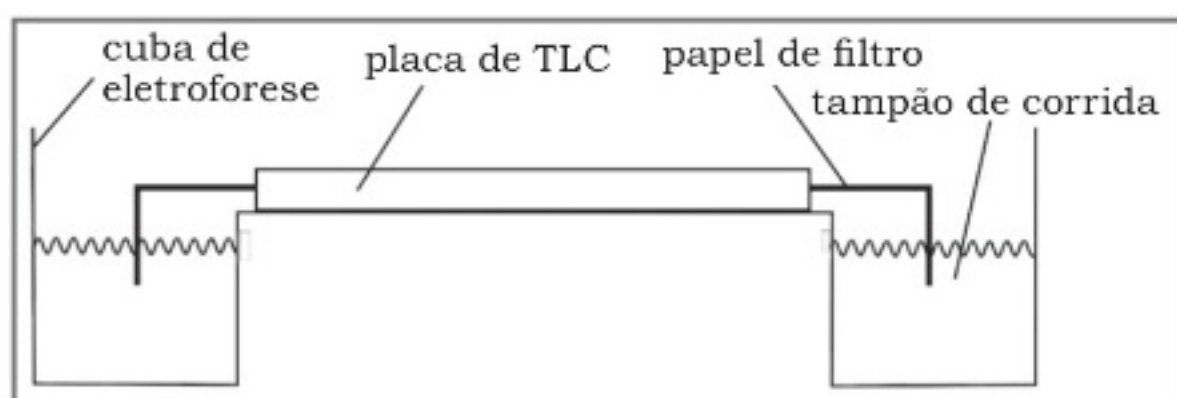 cuba de
eletroforese
placa de TLC
papel de filtro
tampão de corrida